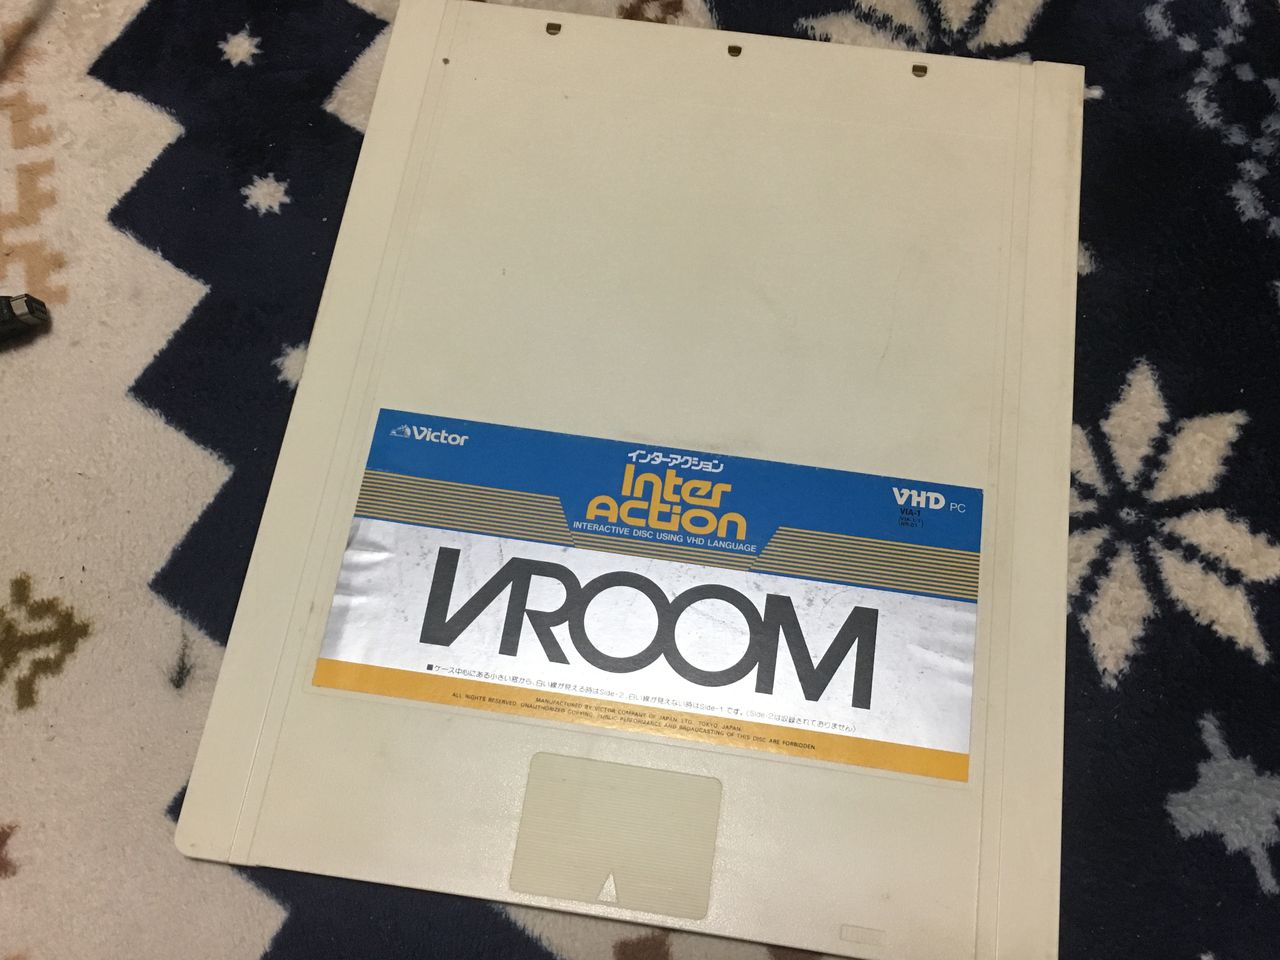 Victor
インターアクション
Inter
Action
INTERACTIVE DISC USING VHD LANGUAGE
VHD PC
VIA-1
VROOM
■ケース中心にある小さい窓から、白い線が見える時はSide-2、白い線が見えない時はSide-1です。(Side-2は収録されておりません)
MANUFACTURED BY VICTOR COMPANY OF JAPAN, LTD., TOKYO, JAPAN.
ALL RIGHTS RESERVED. UNAUTHORIZED COPYING, PUBLIC PERFORMANCE AND BROADCASTING OF THIS DISC ARE FORBIDDEN.